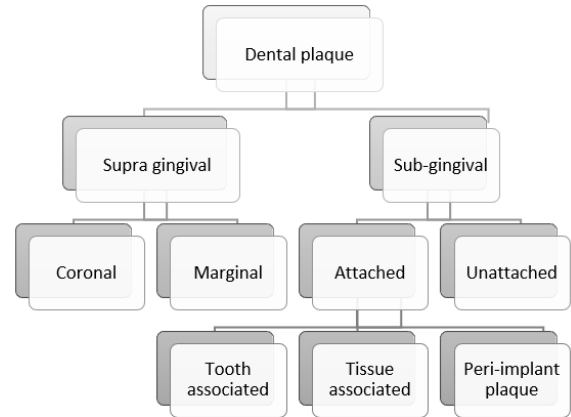 Dental plaque
Supra gingival
Sub-gingival
Coronal
Marginal
Attached
Unattached
Tooth
associated
Tissue
associated
Peri-implant
plaque